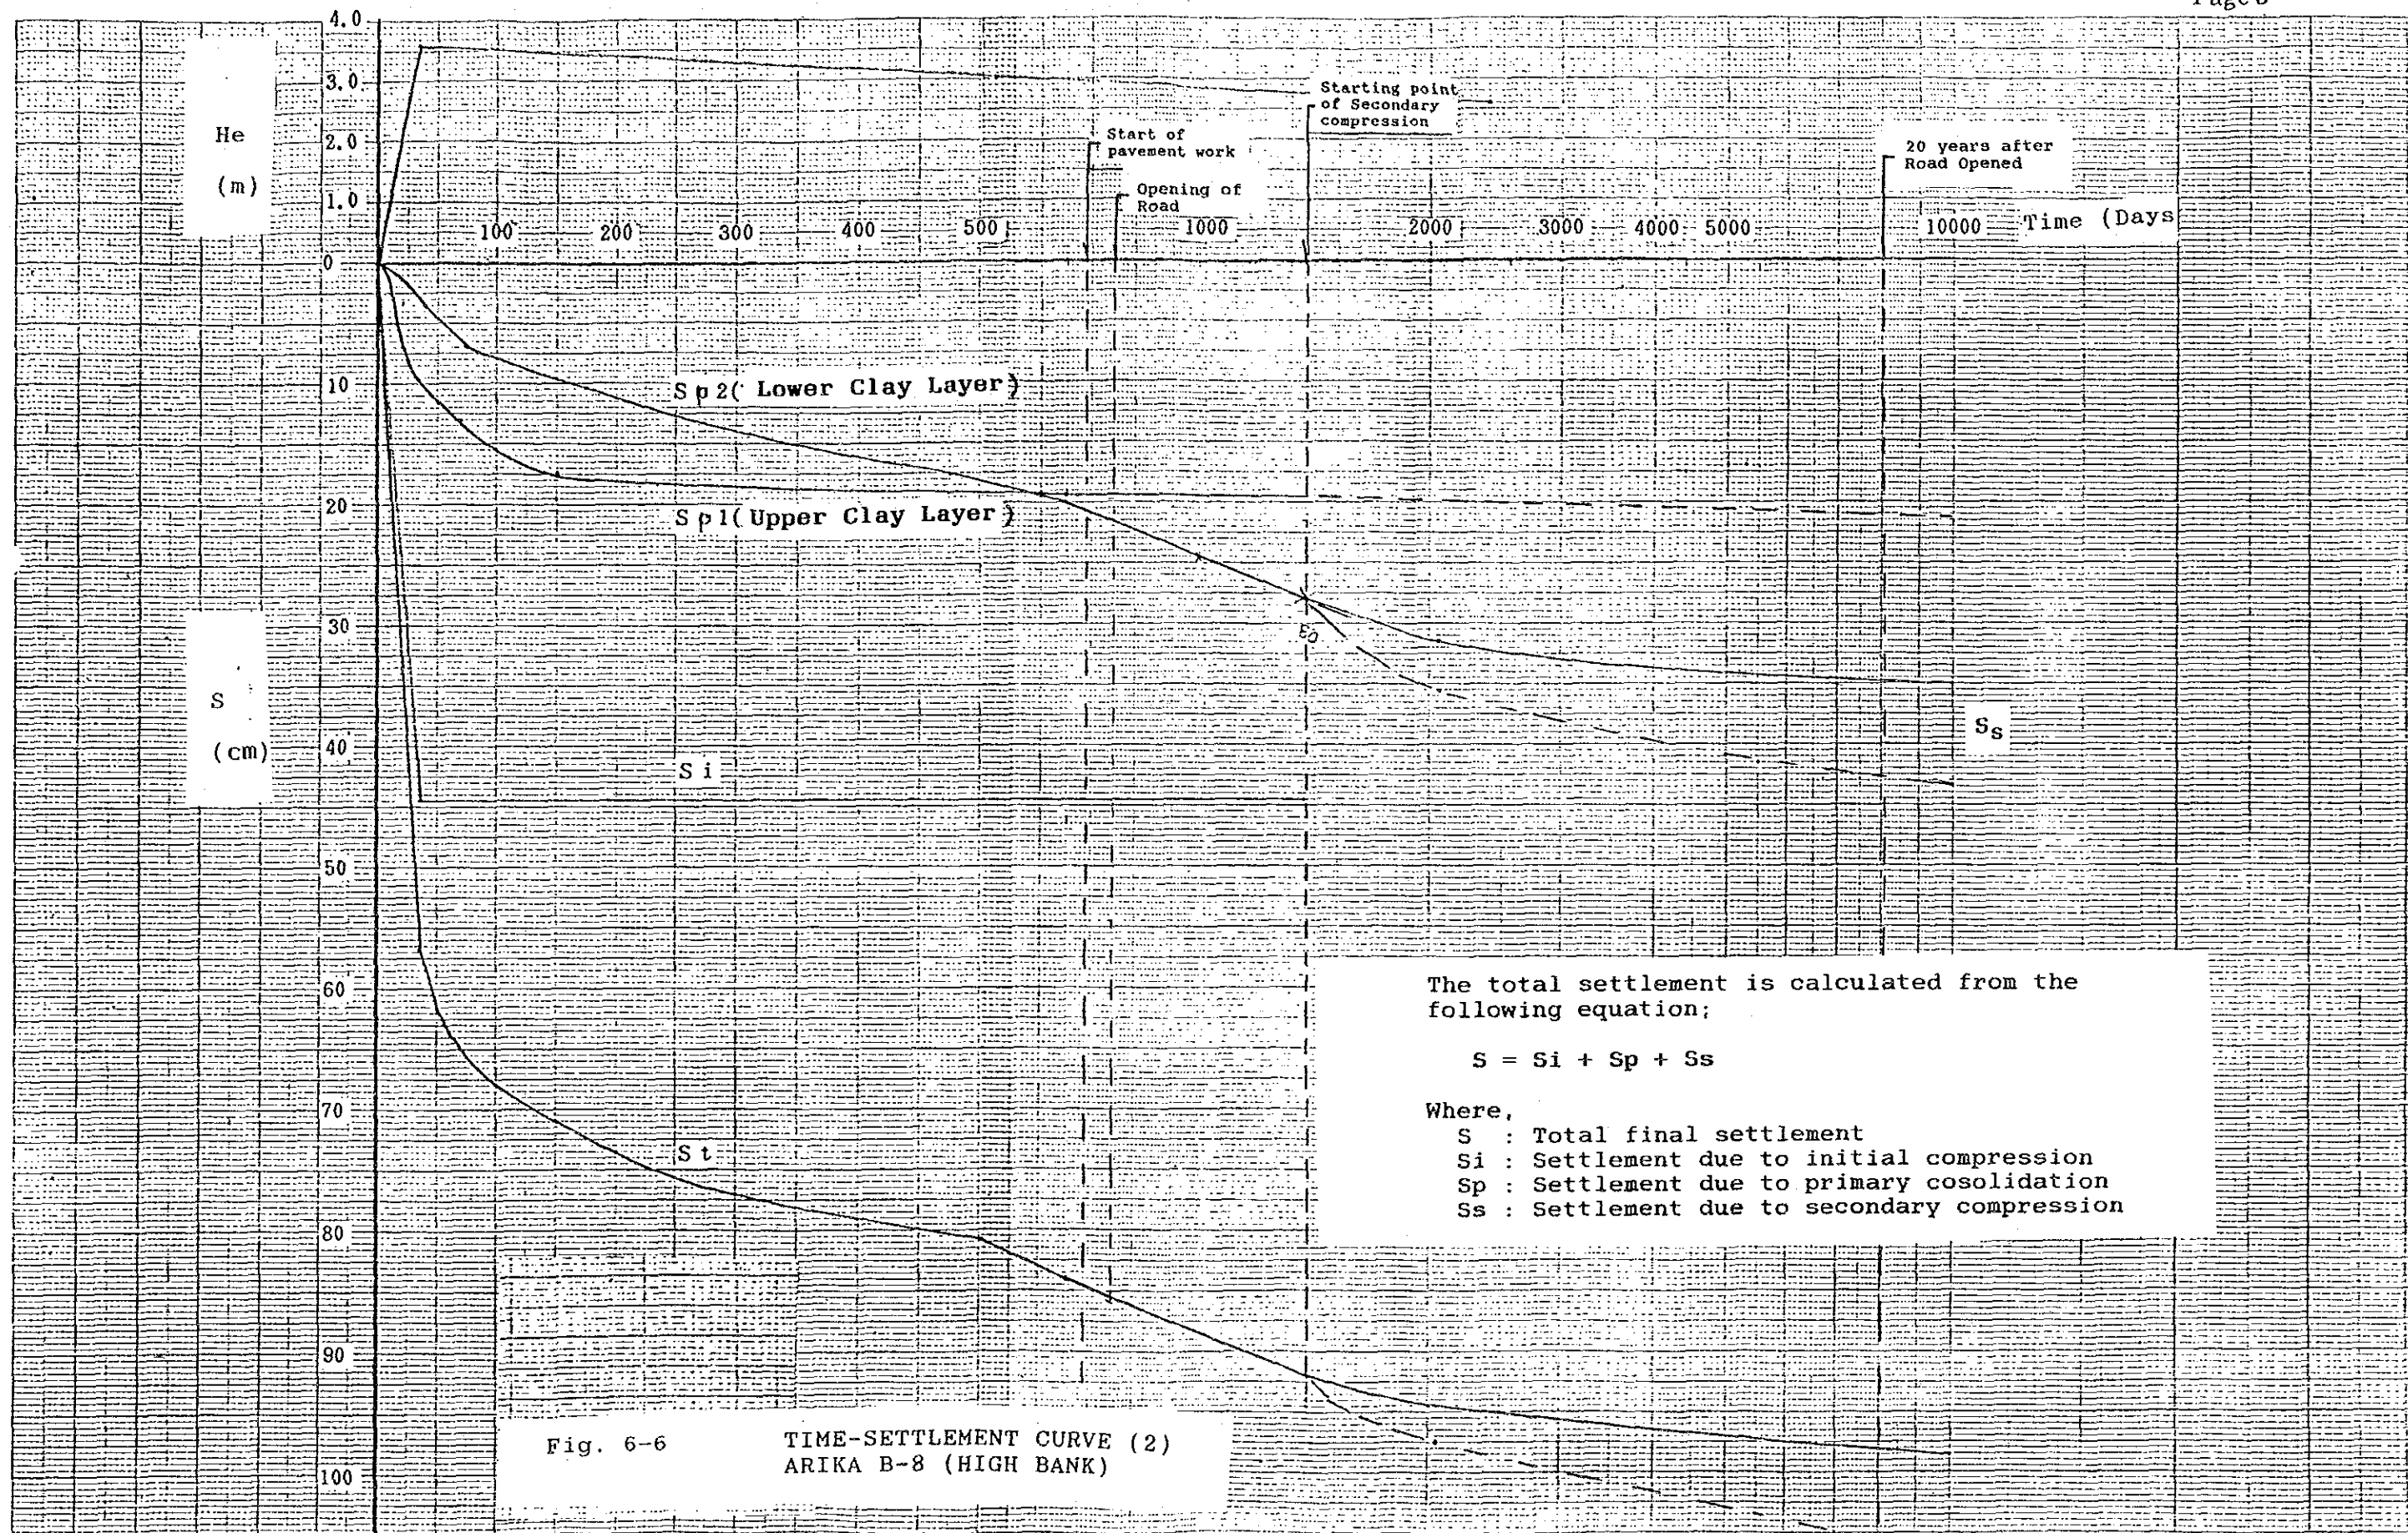 4.0
3.0
2.0
1.0
0
He
(m)
Starting point
of Secondary
compression
Start of
pavement work
Opening of
Road
20 years after
Road Opened
100 200 300 400 500 1000 2000 3000 4000 5000 10000 Time (Days
10
20
30
40
50
60
70
80
90
100
S
(cm)
Sp2( Lower Clay Layer)
Sp1(Upper Clay Layer)
Si
Ss
St
The total settlement is calculated from the
following equation;
S = Si + Sp + Ss
Where,
S : Total final settlement
Si : Settlement due to initial compression
Sp : Settlement due to primary cosolidation
Ss : Settlement due to secondary compression
Fig. 6-6 TIME-SETTLEMENT CURVE (2)
ARIKA B-8 (HIGH BANK)